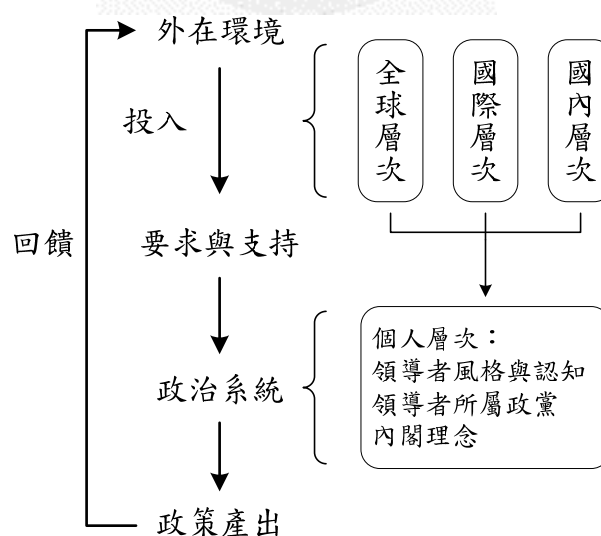 外在環境
投入
全球層次
國際層次
國內層次
回饋
要求與支持
個人層次：
領導者風格與認知
領導者所屬政黨
內閣理念
政治系統
政策產出